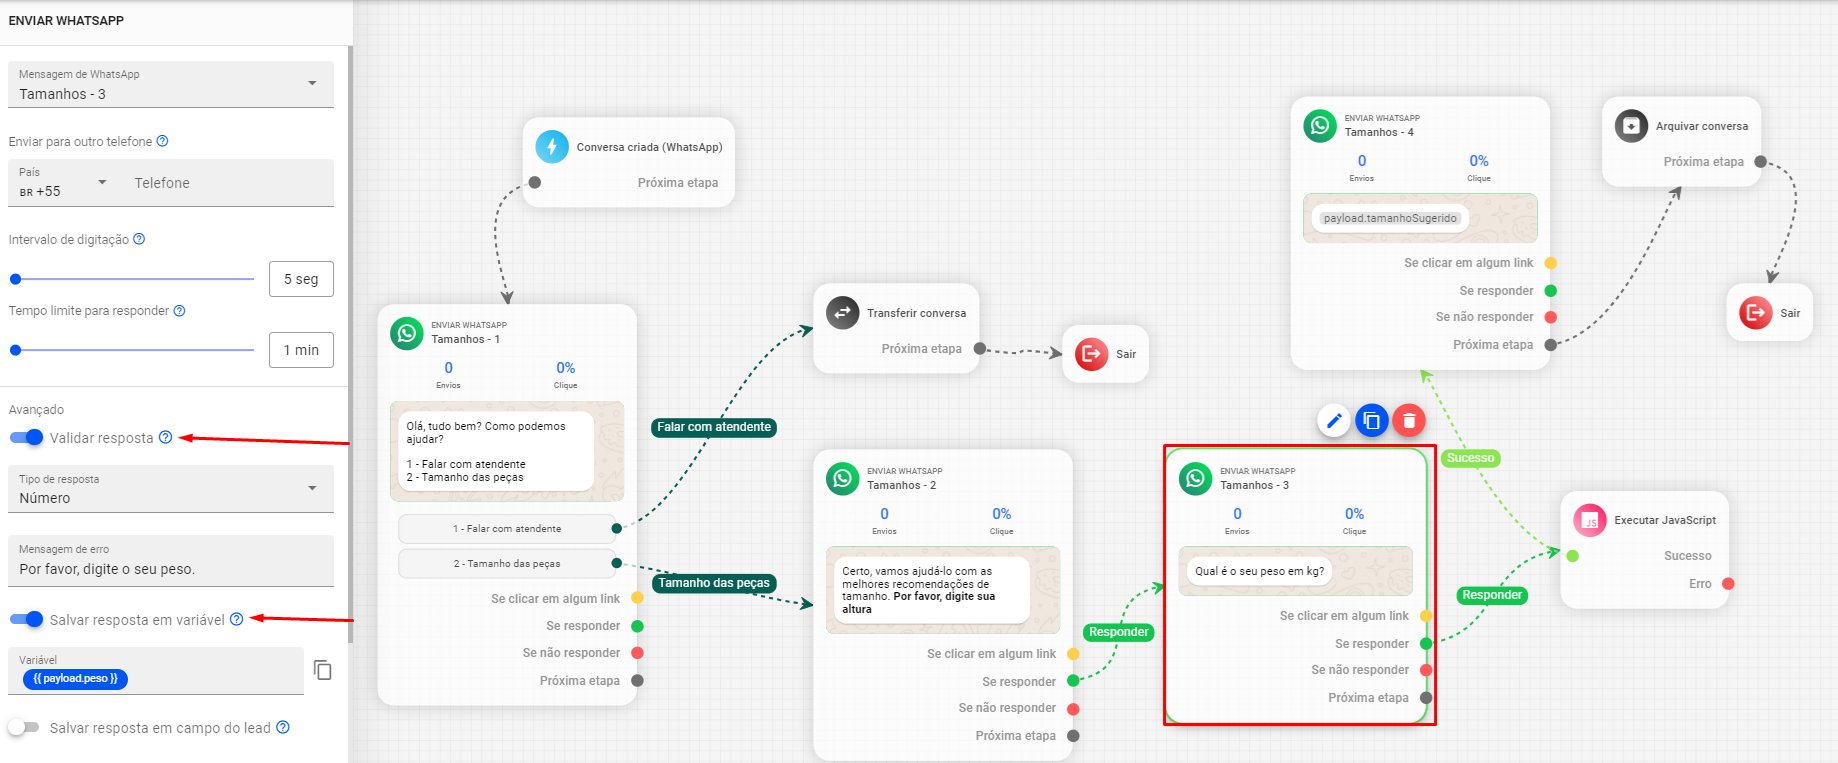 ENVIAR WHATSAPP
Mensagem de WhatsApp
Tamanhos - 3
Enviar para outro telefone
País
BR +55
Telefone
Intervalo de digitação
5 seg
Tempo limite para responder
1 min
Avançado
Validar resposta
Tipo de resposta
Número
Mensagem de erro
Por favor, digite o seu peso.
Salvar resposta em variável
Variável
{{ payload.peso }}
Salvar resposta em campo do lead
Conversa criada (WhatsApp)
Próxima etapa
ENVIAR WHATSAPP
Tamanhos - 1
0
0%
Envios
Clique
Olá, tudo bem? Como podemos
ajudar?
1 - Falar com atendente
2 - Tamanho das peças
1 - Falar com atendente
2 - Tamanho das peças
Se clicar em algum link
Se responder
Se não responder
Próxima etapa
Falar com atendente
Tamanho das peças
Transferir conversa
Próxima etapa
Sair
ENVIAR WHATSAPP
Tamanhos - 2
0
0%
Envios
Clique
Certo, vamos ajudá-lo com as
melhores recomendações de
tamanho. Por favor, digite sua
altura
Se clicar em algum link
Se responder
Se não responder
Próxima etapa
Responder
ENVIAR WHATSAPP
Tamanhos - 3
0
0%
Envios
Clique
Qual é o seu peso em kg?
Se clicar em algum link
Se responder
Se não responder
Próxima etapa
Responder
Sucesso
Executar JavaScript
JS
Sucesso
Erro
ENVIAR WHATSAPP
Tamanhos - 4
0
0%
Envios
Clique
payload.tamanhoSugerido
Se clicar em algum link
Se responder
Se não responder
Próxima etapa
Arquivar conversa
Próxima etapa
Sair